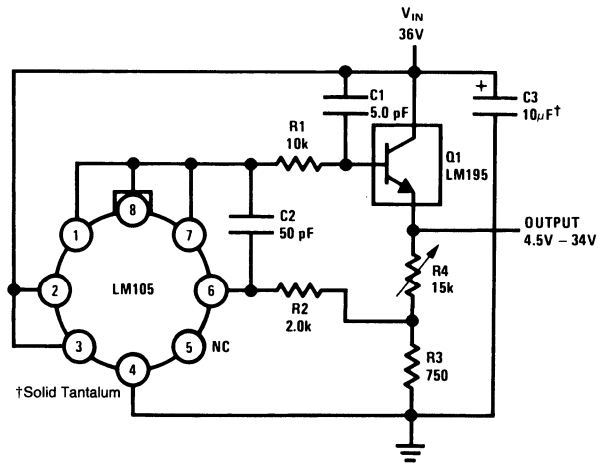 VIN
36V
C1
5.0 pF
+
C3
10μF†
R1
10k
Q1
LM195
8
1
7
C2
50 pF
OUTPUT
4.5V – 34V
2
LM105
6
R4
15k
R2
2.0k
3
5
NC
4
R3
750
†Solid Tantalum